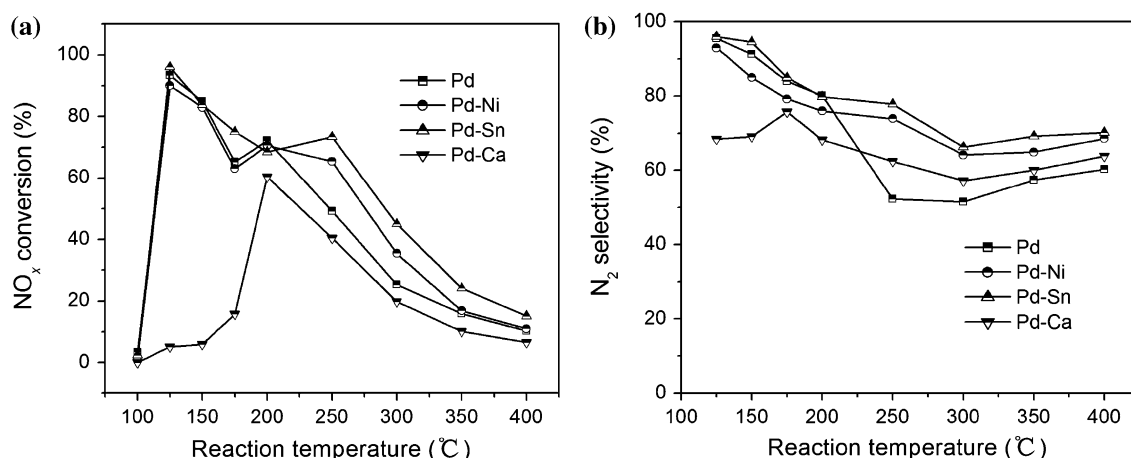 (a)
NOx conversion (%)
100
80
60
40
20
0
Pd
Pd-Ni
Pd-Sn
Pd-Ca
100 150 200 250 300 350 400
Reaction temperature (℃)
(b)
N2 selectivity (%)
100
80
60
40
20
0
Pd
Pd-Ni
Pd-Sn
Pd-Ca
100 150 200 250 300 350 400
Reaction temperature (℃)